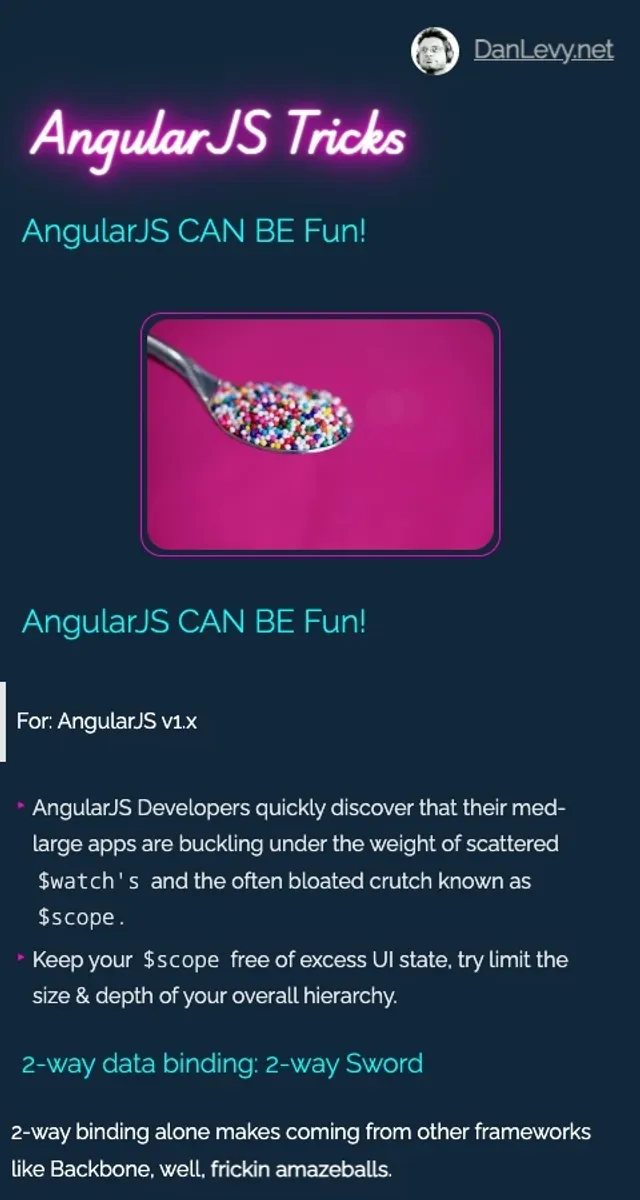 DanLevy.net
AngularJS Tricks
AngularJS CAN BE Fun!
AngularJS CAN BE Fun!
For: AngularJS v1.x
AngularJS Developers quickly discover that their med-
large apps are buckling under the weight of scattered
$watch's and the often bloated crutch known as
$scope.
Keep your $scope free of excess UI state, try limit the
size & depth of your overall hierarchy.
2-way data binding: 2-way Sword
2-way binding alone makes coming from other frameworks
like Backbone, well, frickin amazeballs.